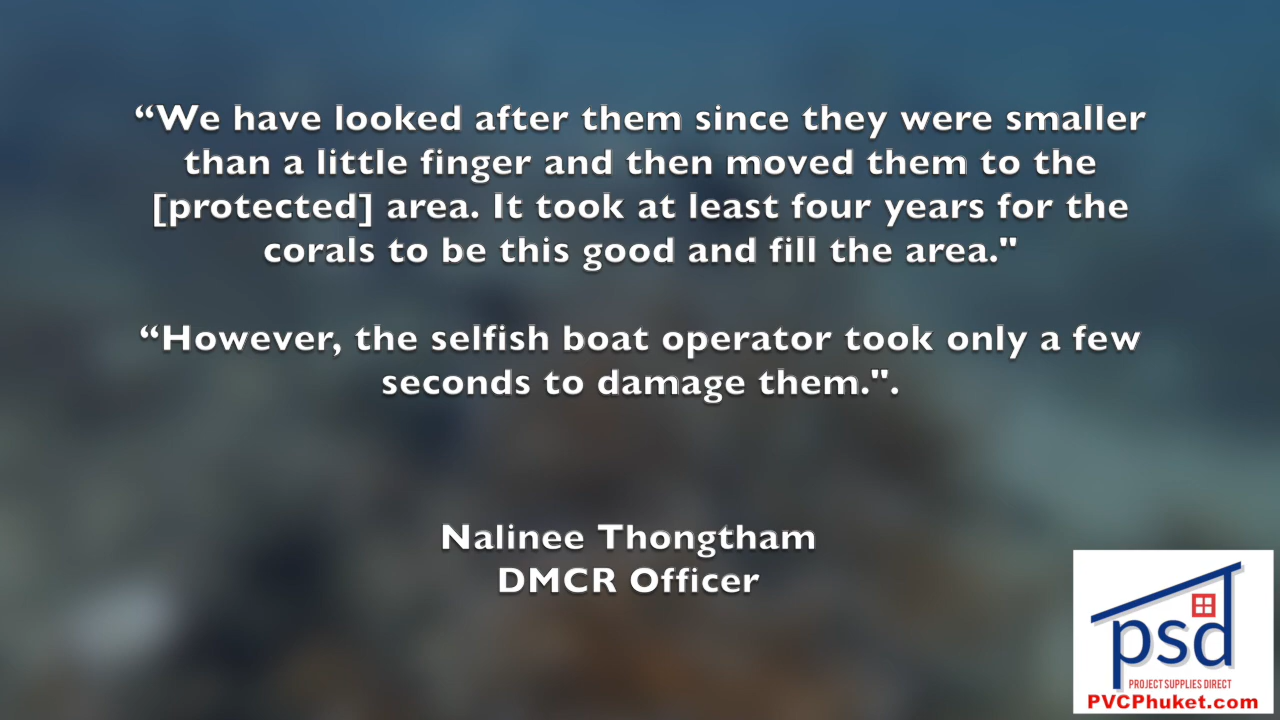 “We have looked after them since they were smaller
than a little finger and then moved them to the
[protected] area. It took at least four years for the
corals to be this good and fill the area."
“However, the selfish boat operator took only a few
seconds to damage them.".
Nalinee Thongtham
DMCR Officer
psd
PROJECT SUPPLIES DIRECT
PVCPhuket.com